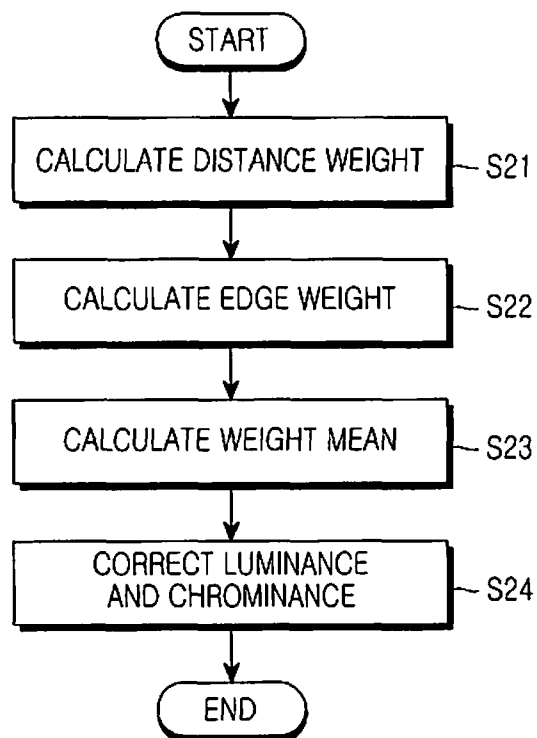 START
CALCULATE DISTANCE WEIGHT
S21
CALCULATE EDGE WEIGHT
S22
CALCULATE WEIGHT MEAN
S23
CORRECT LUMINANCE
AND CHROMINANCE
S24
END